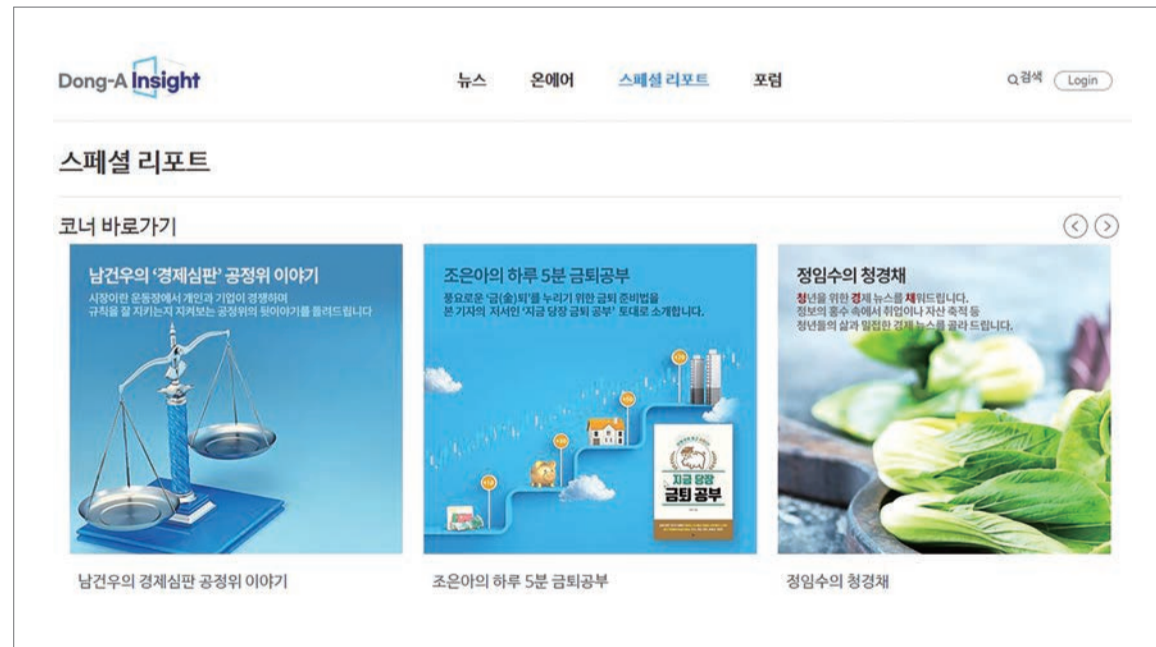 Dong-A Insight
뉴스 온에어 스페셜 리포트 포럼 검색 Login
스페셜 리포트
코너 바로가기
남건우의 ‘경제심판’ 공정위 이야기
시장이란 운동장에서 개인과 기업이 경쟁하며
규칙을 잘 지키는지 지켜보는 공정위의 뒷이야기를 들려드립니다
조은아의 하루 5분 금퇴공부
풍요로운 ‘금(金)퇴’를 누리기 위한 금퇴 준비법을
본 기자의 저서인 ‘지금 당장 금퇴 공부’ 토대로 소개합니다.
지금 당장
금퇴 공부
정임수의 청경채
청년을 위한 경제 뉴스를 채워드립니다.
정보의 홍수 속에서 취업이나 자산 축적 등
청년들의 삶과 밀접한 경제 뉴스를 골라 드립니다.
남건우의 경제심판 공정위 이야기
조은아의 하루 5분 금퇴공부
정임수의 청경채